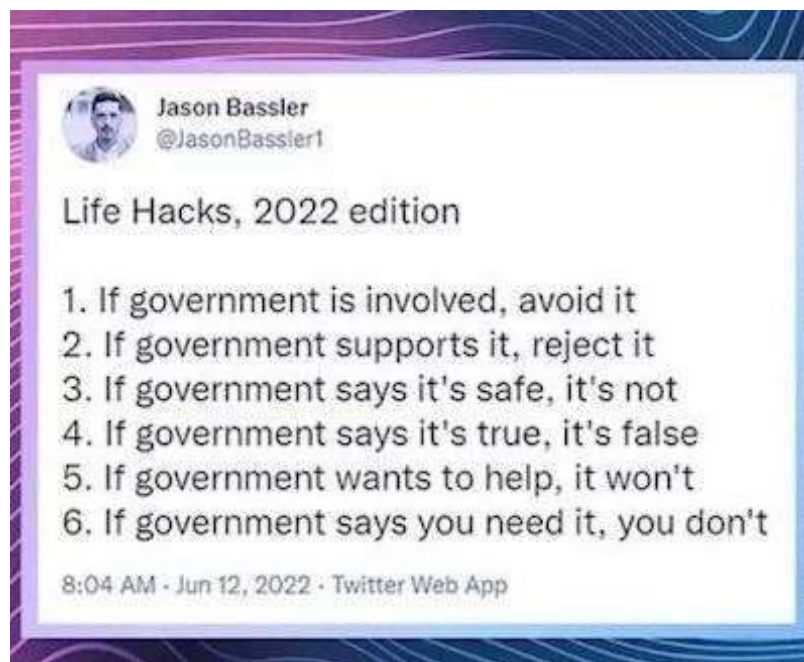 Jason Bassler
@JasonBassler1
Life Hacks, 2022 edition
1. If government is involved, avoid it
2. If government supports it, reject it
3. If government says it's safe, it's not
4. If government says it's true, it's false
5. If government wants to help, it won't
6. If government says you need it, you don't
8:04 AM · Jun 12, 2022 · Twitter Web App